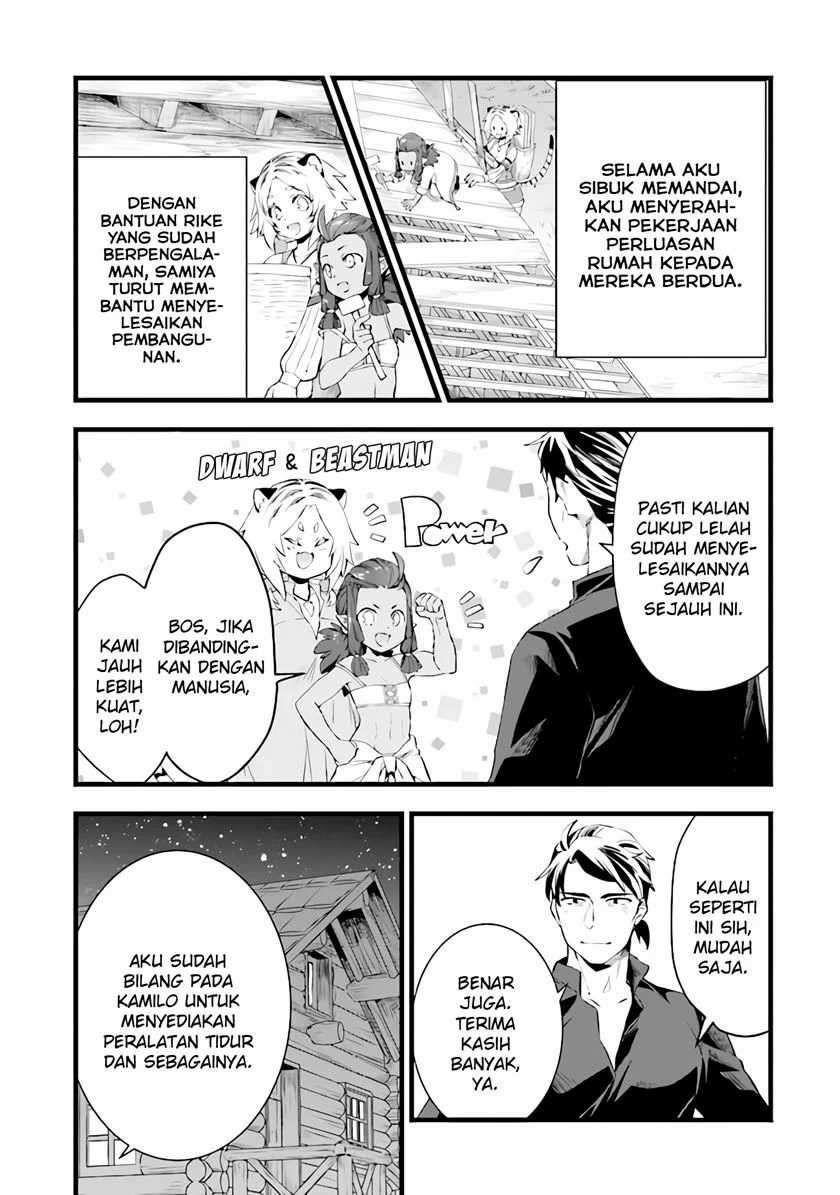 SELAMA AKU
SIBUK MEMANDAI,
AKU MENYERAH-
KAN PEKERJAAN
PERLUASAN
RUMAH KEPADA
MEREKA BERDUA.
DENGAN
BANTUAN RIKE
YANG SUDAH
BERPENGALA-
MAN, SAMIYA
TURUT MEM-
BANTU MENYE-
LESAIKAN
PEMBANGU-
NAN.
PASTI KALIAN
CUKUP LELAH
SUDAH MENYE-
LESAIKANNYA
SAMPAI
SEJAUH INI.
DWARF & BEASTMAN
Power
BOS, JIKA
DIBANDING-
KAN DENGAN
MANUSIA,
KAMI
JAUH
LEBIH
KUAT,
LOH!
KALAU
SEPERTI
INI SIH,
MUDAH
SAJA.
BENAR
JUGA.
TERIMA
KASIH
BANYAK,
YA.
AKU SUDAH
BILANG PADA
KAMILO UNTUK
MENYEDIAKAN
PERALATAN TIDUR
DAN SEBAGAINYA.